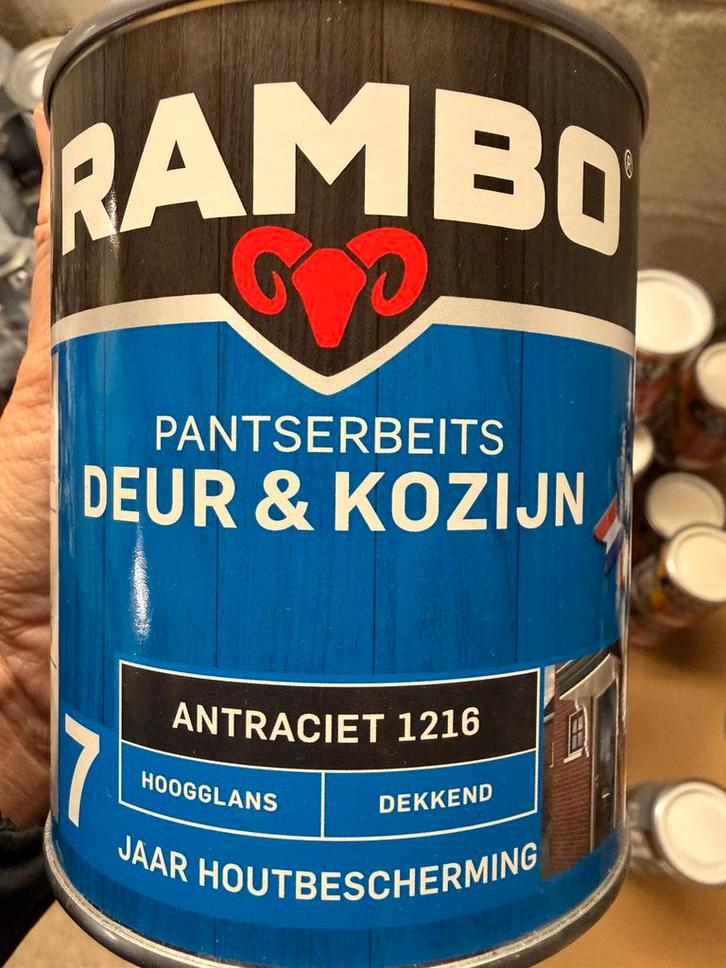 RAMBO®
PANTSERBEITS
DEUR & KOZIJN
ANTRACIET 1216
HOOGGLANS DEKKEND
7
JAAR HOUTBESCHERMING